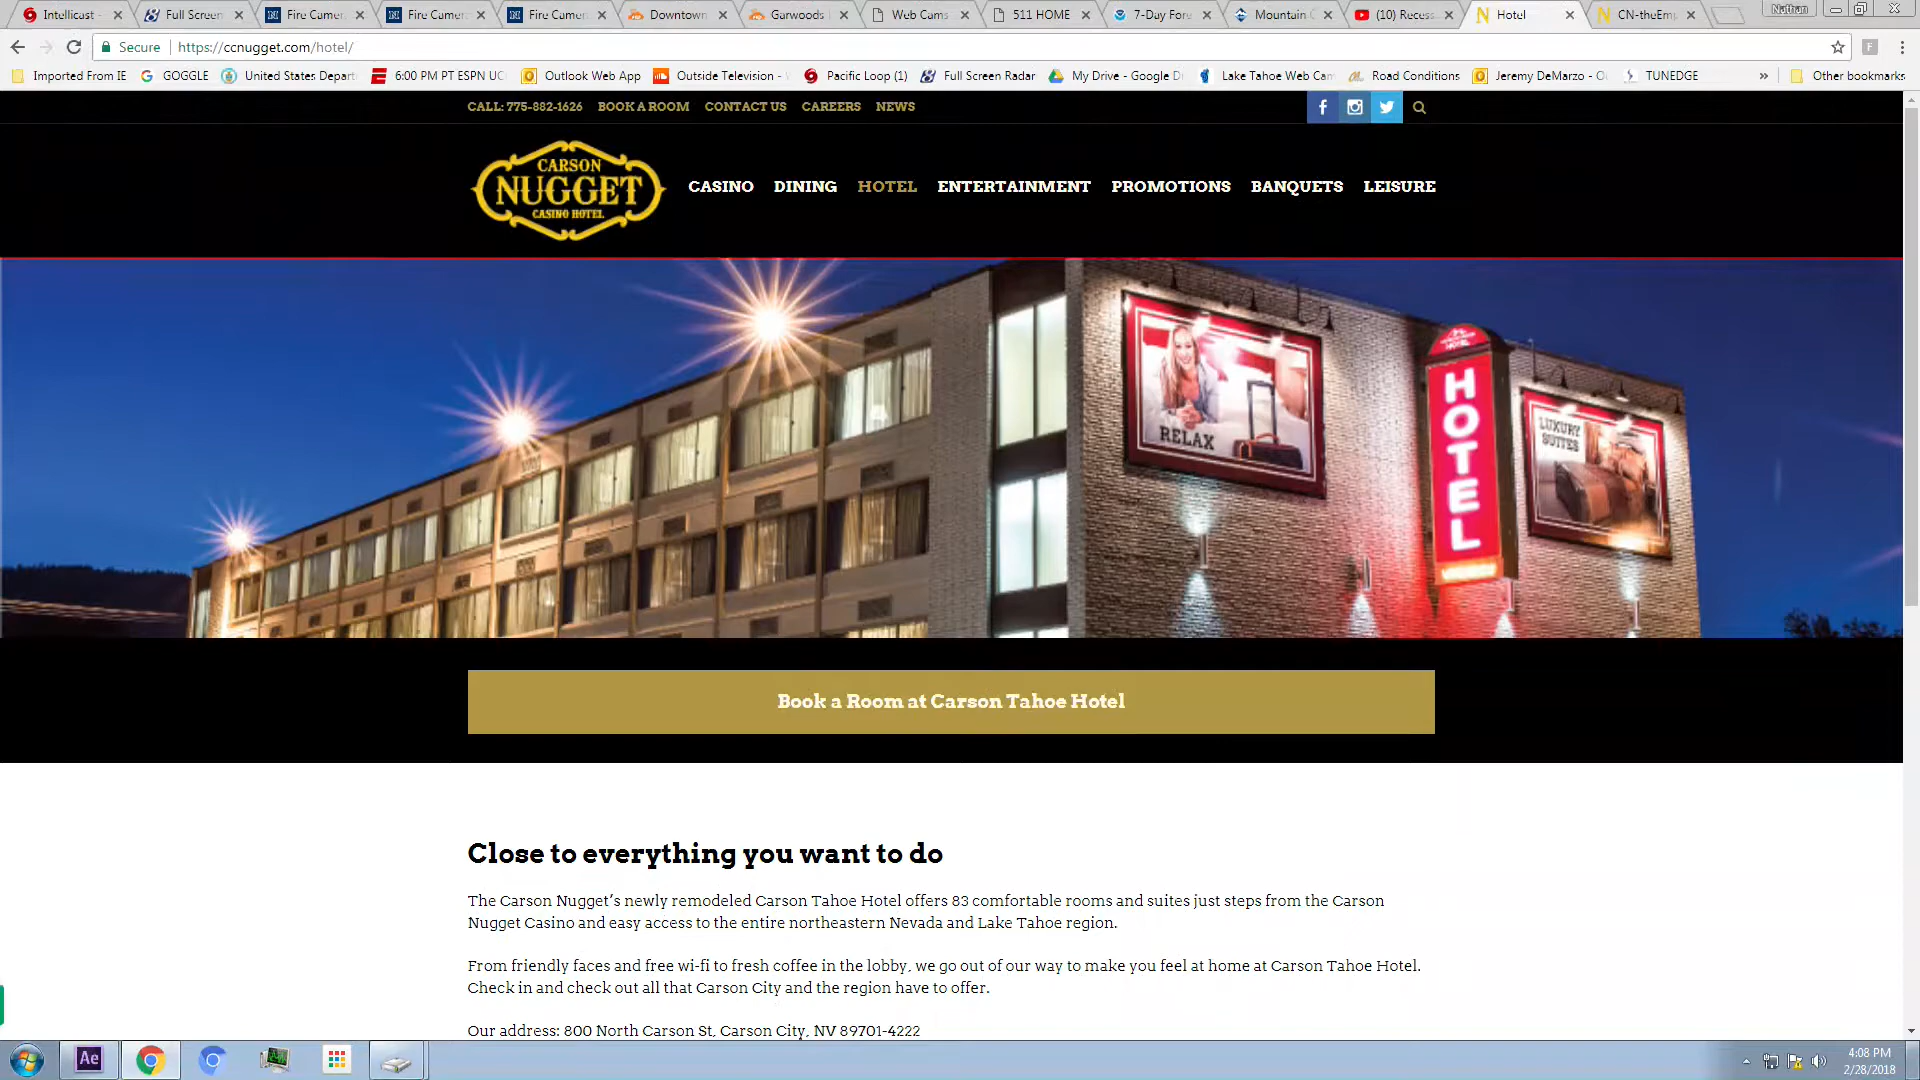 Intellicast -
Full Screen
Fire Camer
Fire Camer
Fire Camer
Downtown
Garwoods
Web Cams
511 HOME
7-Day Fore
Mountain
(10) Recess
Hotel
CN-theEmp
Nathan
Secure
https://ccnugget.com/hotel/
Imported From IE
GOGGLE
United States Depart
6:00 PM PT ESPN UC
Outlook Web App
Outside Television -
Pacific Loop (1)
Full Screen Radar
My Drive - Google D
Lake Tahoe Web Cam
Road Conditions
Jeremy DeMarzo - O
TUNEDGE
»
Other bookmarks
CALL: 775-882-1626 BOOK A ROOM CONTACT US CAREERS NEWS
CARSON
NUGGET
CASINO HOTEL
CASINO DINING HOTEL ENTERTAINMENT PROMOTIONS BANQUETS LEISURE
RELAX
HOTEL
LUXURY
SUITES
Book a Room at Carson Tahoe Hotel
Close to everything you want to do
The Carson Nugget’s newly remodeled Carson Tahoe Hotel offers 83 comfortable rooms and suites just steps from the Carson
Nugget Casino and easy access to the entire northeastern Nevada and Lake Tahoe region.
From friendly faces and free wi-fi to fresh coffee in the lobby, we go out of our way to make you feel at home at Carson Tahoe Hotel.
Check in and check out all that Carson City and the region have to offer.
Our address: 800 North Carson St, Carson City, NV 89701-4222
Ae
4:08 PM
2/28/2018